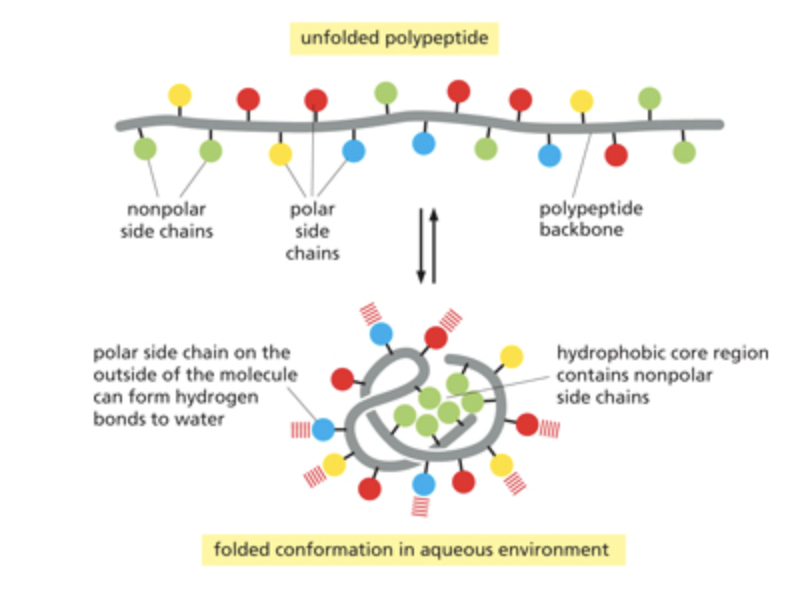 unfolded polypeptide
nonpolar
side chains
polar
side
chains
polypeptide
backbone
polar side chain on the
outside of the molecule
can form hydrogen
bonds to water
hydrophobic core region
contains nonpolar
side chains
folded conformation in aqueous environment